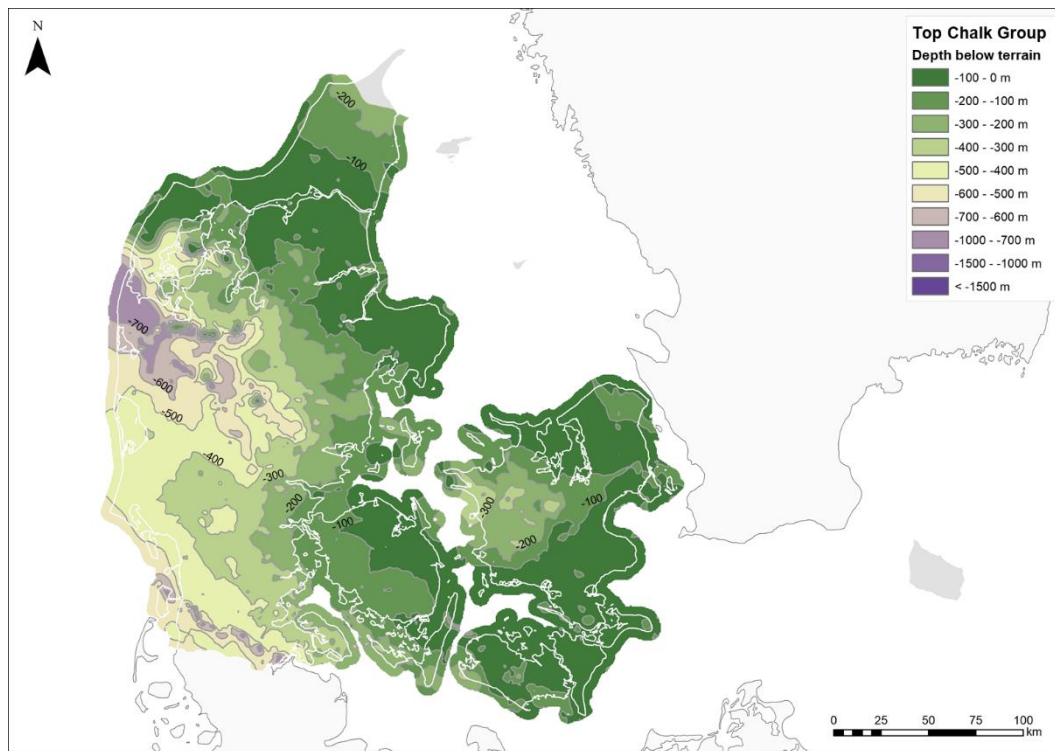 N
Top Chalk Group
Depth below terrain
-100 - 0 m
-200 - -100 m
-300 - -200 m
-400 - -300 m
-500 - -400 m
-600 - -500 m
-700 - -600 m
-1000 - -700 m
-1500 - -1000 m
< -1500 m
-200
-100
-700
-600
-500
-400
-300
-200
-100
-300
-200
-100
0 25 50 75 100
km